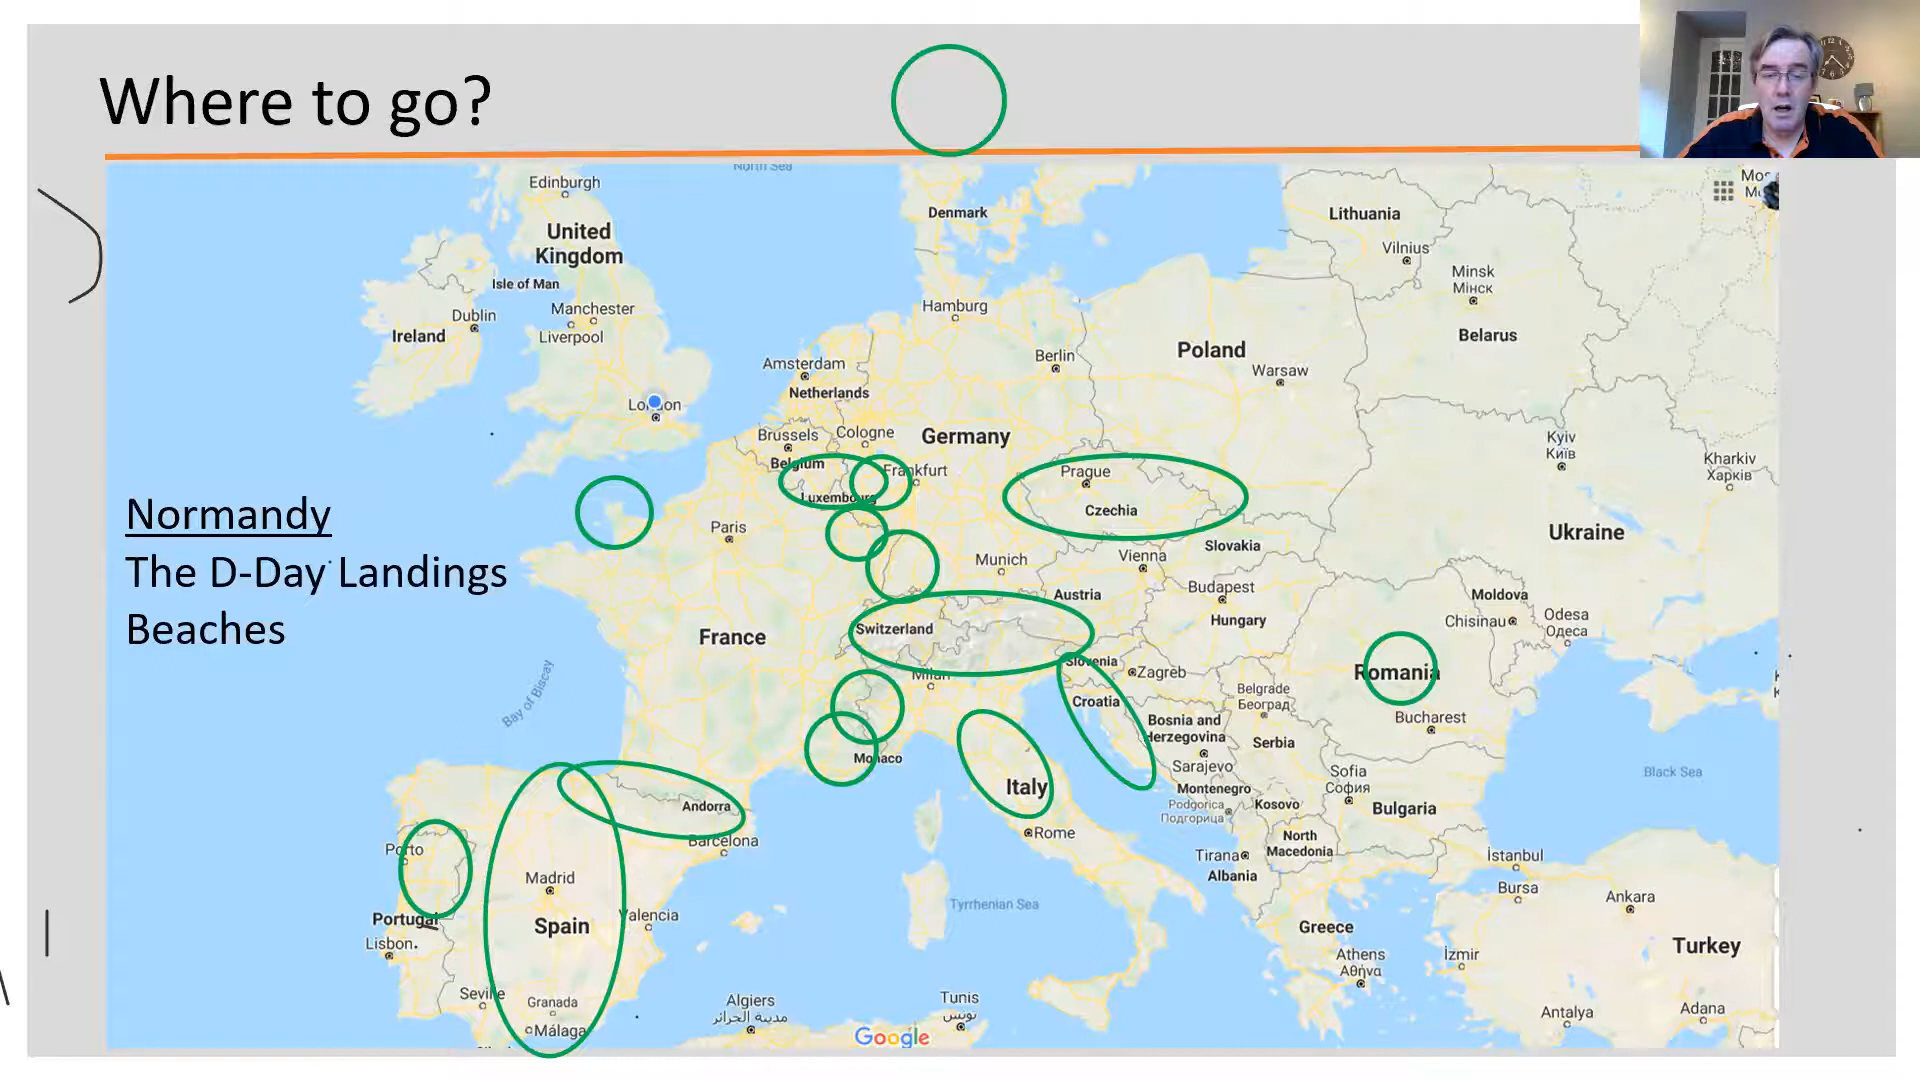 Where to go?
North Sea
Edinburgh
United
Kingdom
Isle of Man
Manchester
Dublin
Liverpool
Ireland
London
Denmark
Lithuania
Vilnius
Minsk
Мінск
Belarus
Hamburg
Amsterdam
Netherlands
Berlin
Poland
Warsaw
Brussels
Cologne
Germany
Belgium
Frankfurt
Luxembourg
Prague
Czechia
Kyiv
Київ
Kharkiv
Харків
Ukraine
Normandy
The D-Day Landings
Beaches
Paris
Munich
Vienna
Slovakia
Austria
Budapest
Hungary
Moldova
Chisinau
Odesa
Одеса
France
Switzerland
Milan
Slovenia
Zagreb
Croatia
Romania
Bucharest
Belgrade
Београд
Bosnia and
Herzegovina
Serbia
Sarajevo
Bay of Biscay
Monaco
Italy
Rome
Montenegro
Podgorica
Подгорица
Kosovo
Sofia
София
Bulgaria
Black Sea
Andorra
Barcelona
Porto
Madrid
Spain
Portugal
Lisbon
Valencia
Seville
Granada
Málaga
North
Macedonia
Tirana
Albania
İstanbul
Bursa
Ankara
Tyrrhenian Sea
Greece
Athens
Αθήνα
İzmir
Turkey
Algiers
مدينة الجزائر
Tunis
تونس
Antalya
Adana
Google